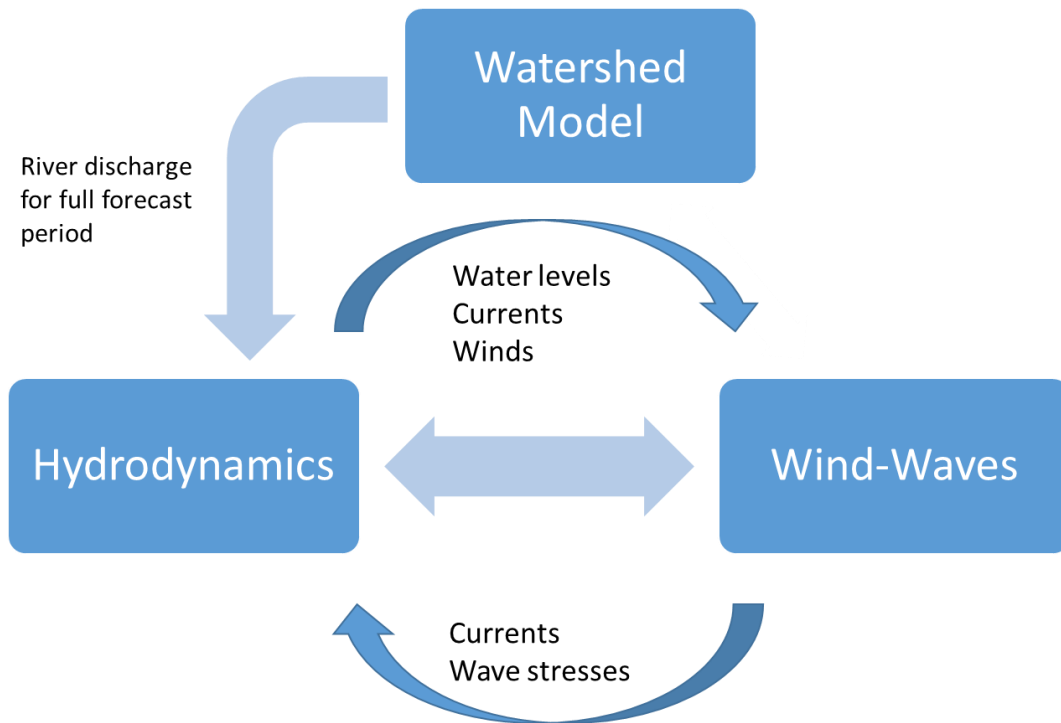 Watershed
Model
River discharge
for full forecast
period
Water levels
Currents
Winds
Hydrodynamics
Wind-Waves
Currents
Wave stresses